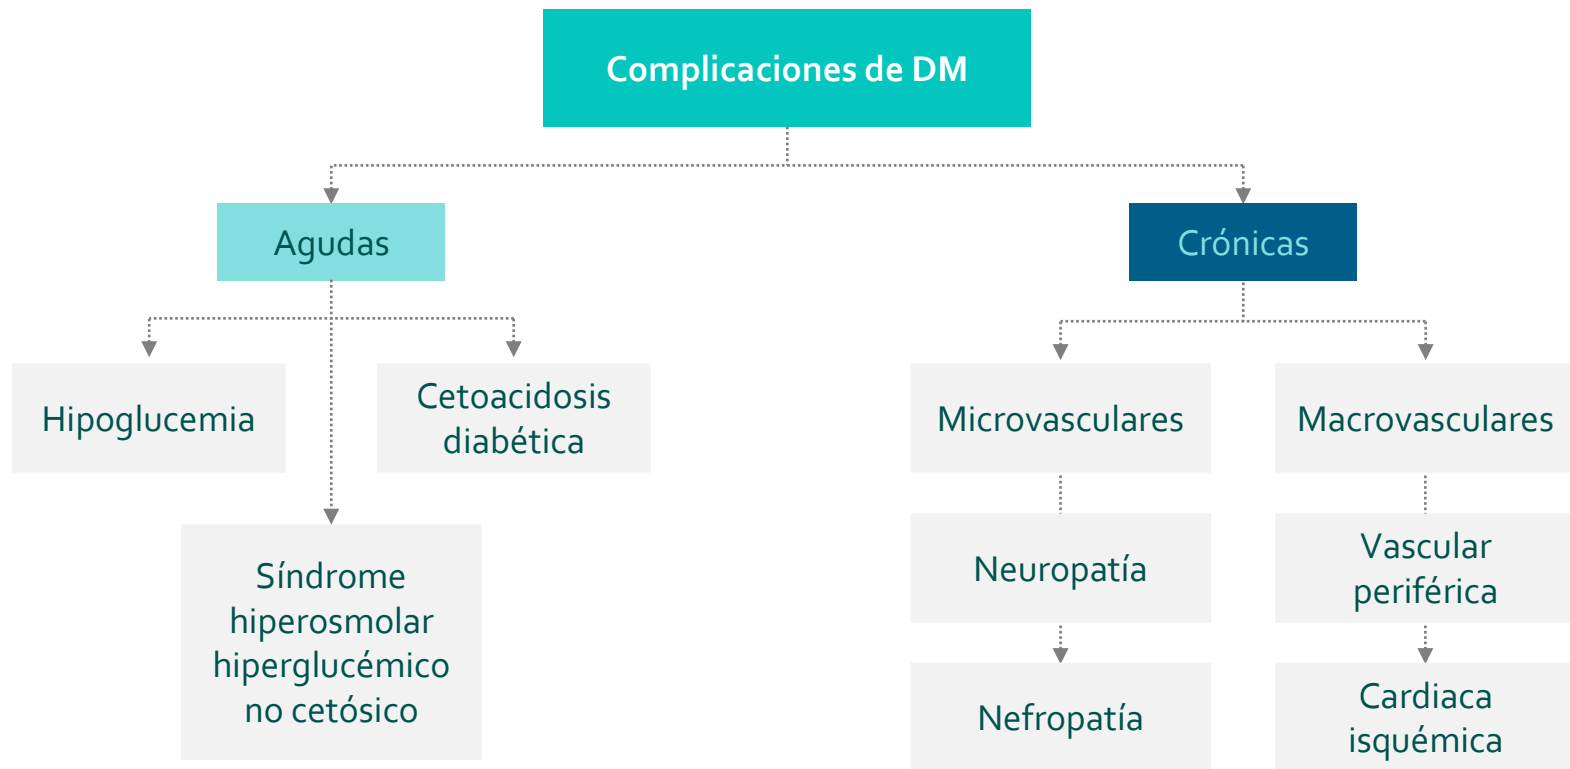 Complicaciones de DM
Agudas
Crónicas
Hipoglucemia
Cetoacidosis
diabética
Microvasculares
Macrovasculares
Síndrome
hiperosmolar
hiperglucémico
no cetósico
Neuropatía
Vascular
periférica
Nefropatía
Cardiaca
isquémica